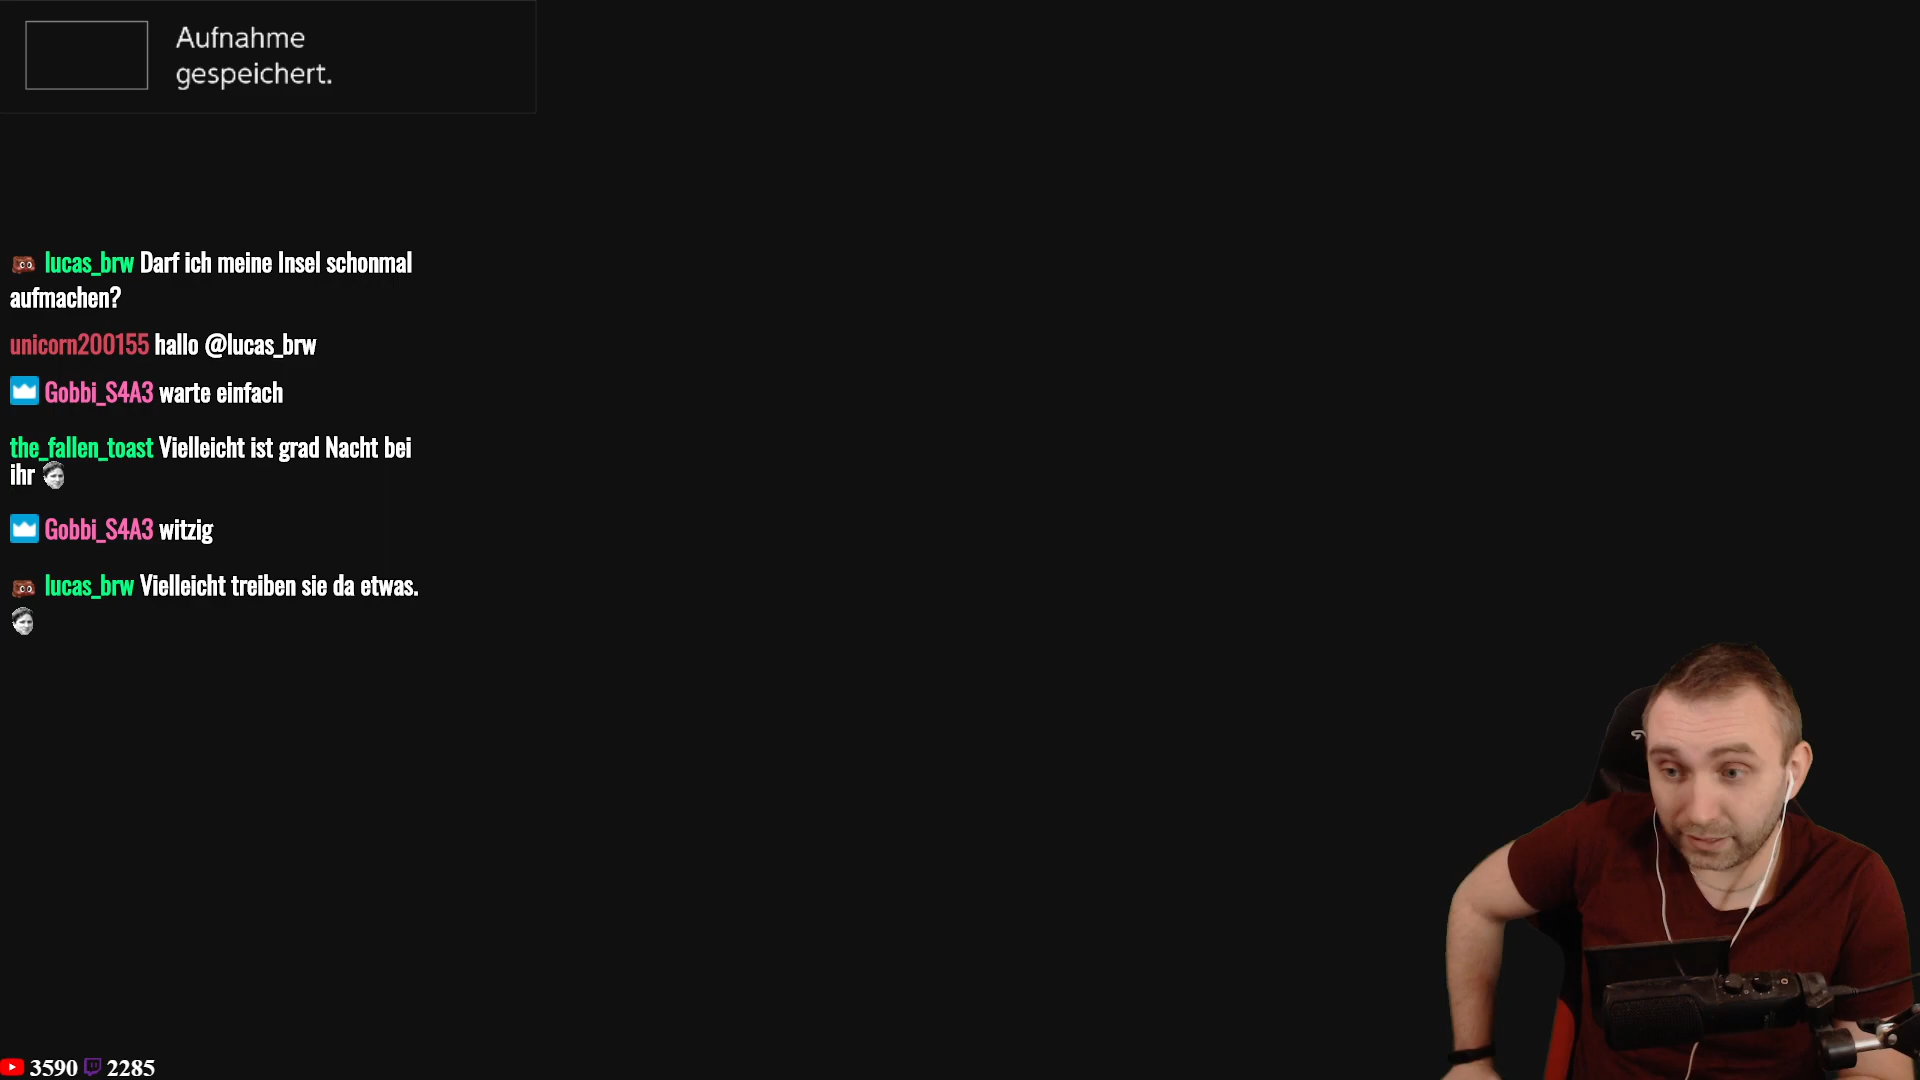 Aufnahme
gespeichert.
lucas_brw Darf ich meine Insel schonmal
aufmachen?
unicorn200155 hallo @lucas_brw
Gobbi_S4A3 warte einfach
the_fallen_toast Vielleicht ist grad Nacht bei
ihr
Gobbi_S4A3 witzig
lucas_brw Vielleicht treiben sie da etwas.
3590 2285